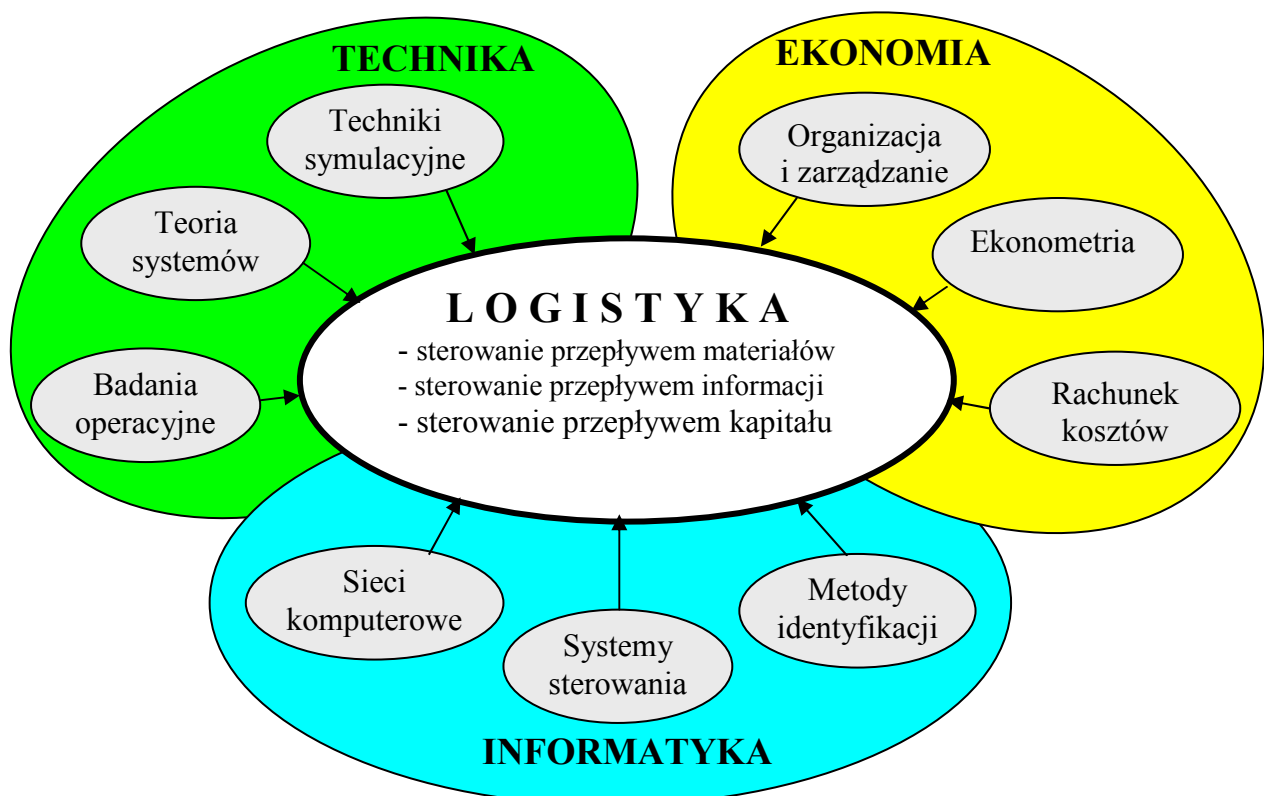 TECHNIKA
Techniki
symulacyjne
Teoria
systemów
Badania
operacyjne
EKONOMIA
Organizacja
i zarządzanie
Ekonometria
Rachunek
kosztów
L O G I S T Y K A
- sterowanie przepływem materiałów
- sterowanie przepływem informacji
- sterowanie przepływem kapitału
Sieci
komputerowe
Systemy
sterowania
Metody
identyfikacji
INFORMATYKA